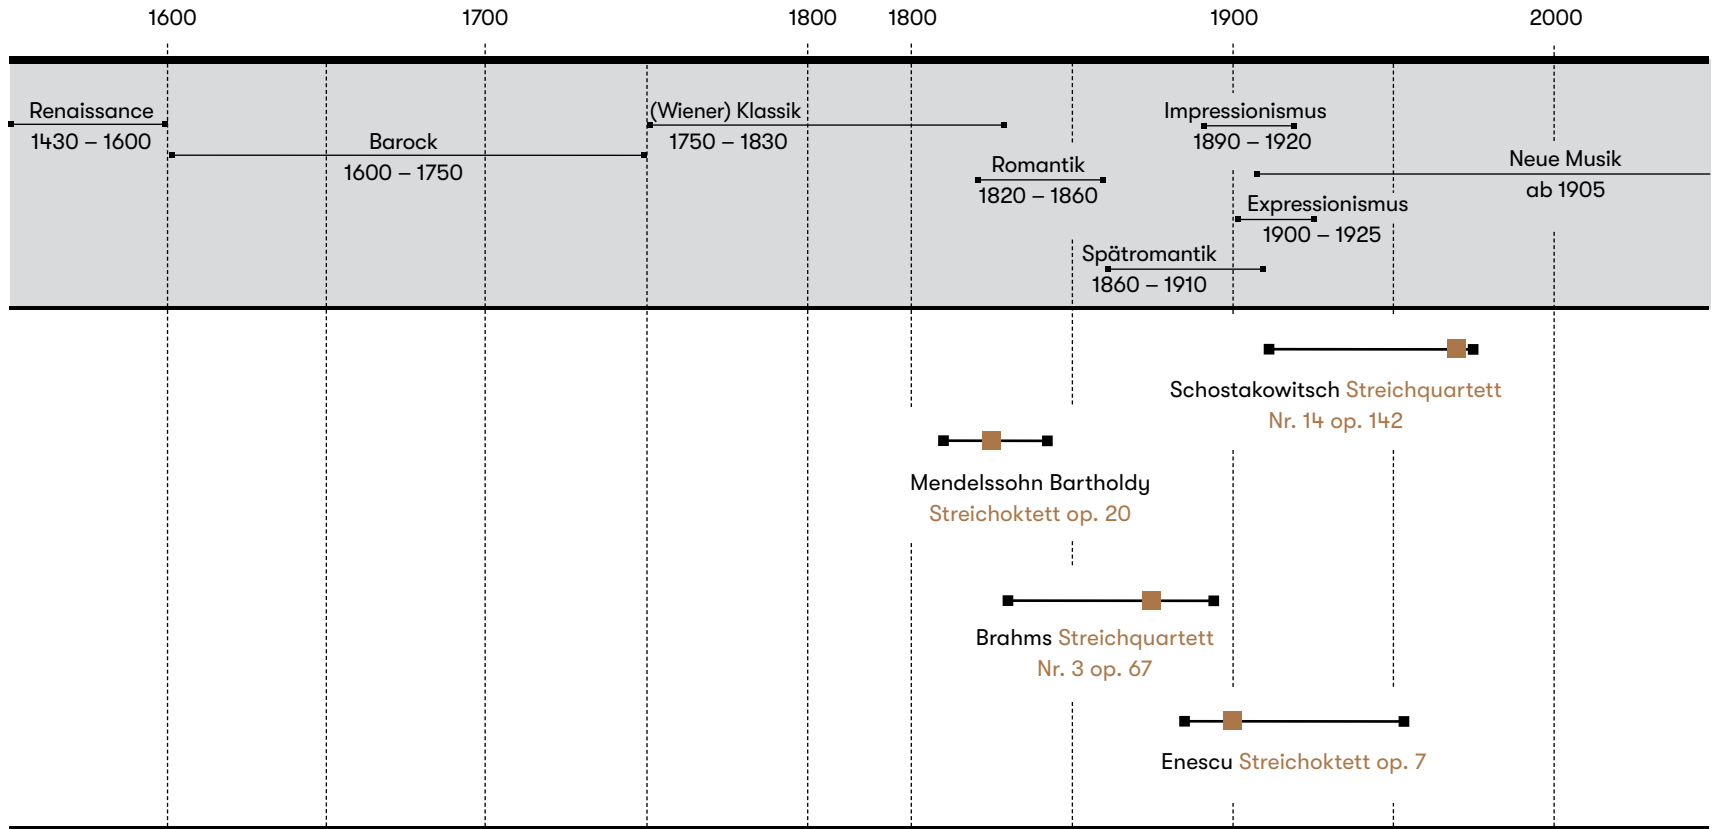 1600 1700 1800 1800 1900 2000
Renaissance
1430 – 1600
Barock
1600 – 1750
(Wiener) Klassik
1750 – 1830
Romantik
1820 – 1860
Spätromantik
1860 – 1910
Impressionismus
1890 – 1920
Expressionismus
1900 – 1925
Neue Musik
ab 1905
Schostakowitsch Streichquartett
Nr. 14 op. 142
Mendelssohn Bartholdy
Streichoktett op. 20
Brahms Streichquartett
Nr. 3 op. 67
Enescu Streichoktett op. 7